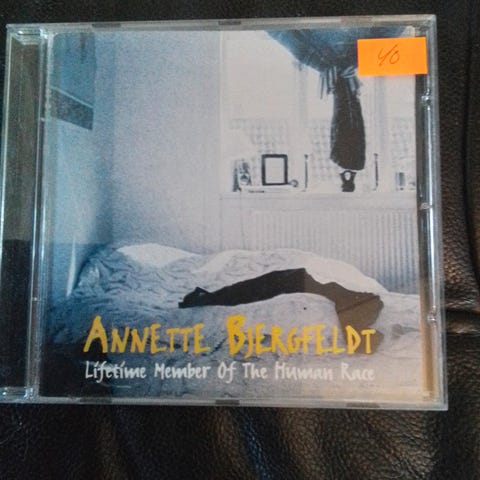 40
ANNETTE BJERGFELDT
Lifetime Member Of The Human Race